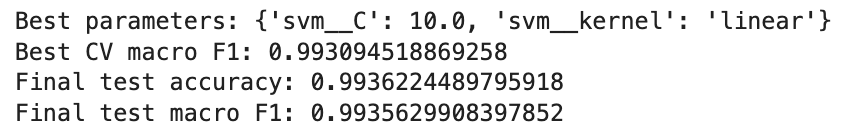 Best parameters: {'svm__C': 10.0, 'svm__kernel': 'linear'}
Best CV macro F1: 0.993094518869258
Final test accuracy: 0.9936224489795918
Final test macro F1: 0.9935629908397852